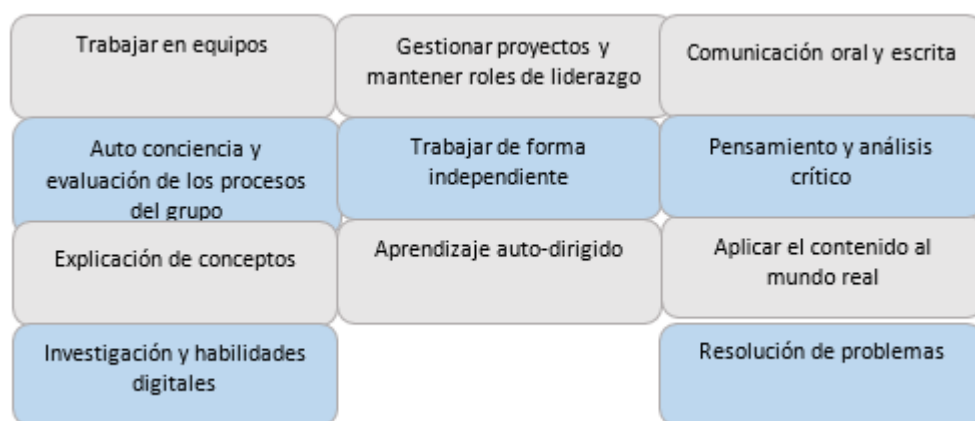 Trabajar en equipos
Gestionar proyectos y
mantener roles de liderazgo
Comunicación oral y escrita
Auto conciencia y
evaluación de los procesos
del grupo
Trabajar de forma
independiente
Pensamiento y análisis
crítico
Explicación de conceptos
Aprendizaje auto-dirigido
Aplicar el contenido al
mundo real
Investigación y habilidades
digitales
Resolución de problemas